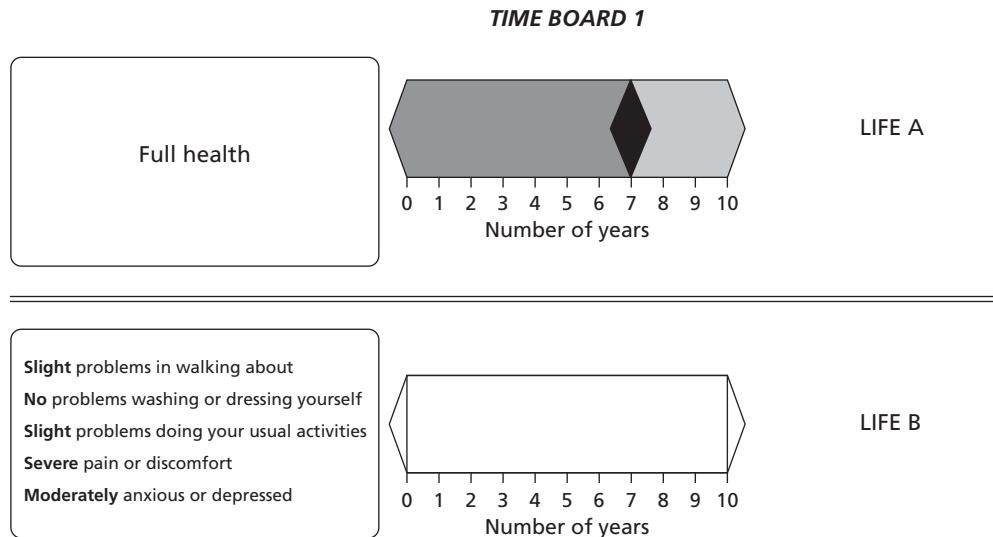 TIME BOARD 1
Full health
0 1 2 3 4 5 6 7 8 9 10
Number of years
LIFE A
Slight problems in walking about
No problems washing or dressing yourself
Slight problems doing your usual activities
Severe pain or discomfort
Moderately anxious or depressed
0 1 2 3 4 5 6 7 8 9 10
Number of years
LIFE B